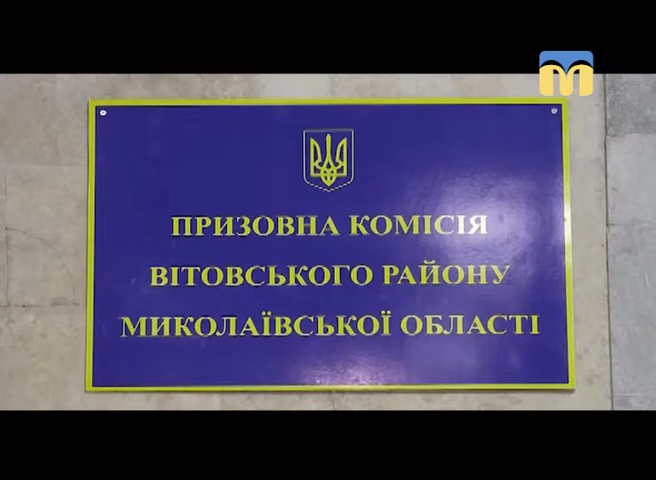 ПРИЗОВНА КОМІСІЯ
ВІТОВСЬКОГО РАЙОНУ
МИКОЛАЇВСЬКОЇ ОБЛАСТІ